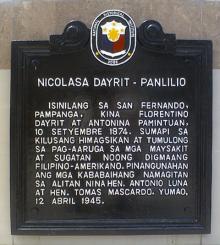 NICOLASA DAYRIT - PANLILIO
ISINILANG SA SAN FERNANDO,
PAMPANGA, KINA FLORENTINO
DAYRIT AT ANTONINA PAMINTUAN,
10 SETYEMBRE 1874. SUMAPI SA
KILUSANG HIMAGSIKAN AT TUMULONG
SA PAG-AARUGA SA MGA MAYSAKIT
AT SUGATAN NOONG DIGMAANG
FILIPINO-AMERIKANO. PINANGUNAHAN
ANG MGA KABABAIHANG NAMAGITAN
SA ALITAN NINA HEN. ANTONIO LUNA
AT HEN. TOMAS MASCARDO. YUMAO,
12 ABRIL 1945.